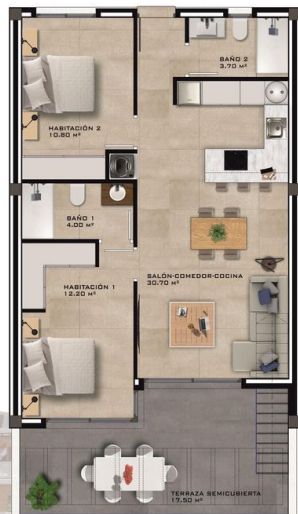 BAÑO 2
3.70 M²
HABITACIÓN 2
10.80 M²
BAÑO 1
4.00 M²
SALÓN-COMEDOR-COCINA
30.70 M²
HABITACIÓN 1
12.20 M²
TERRAZA SEMICUBIERTA
17.50 M²